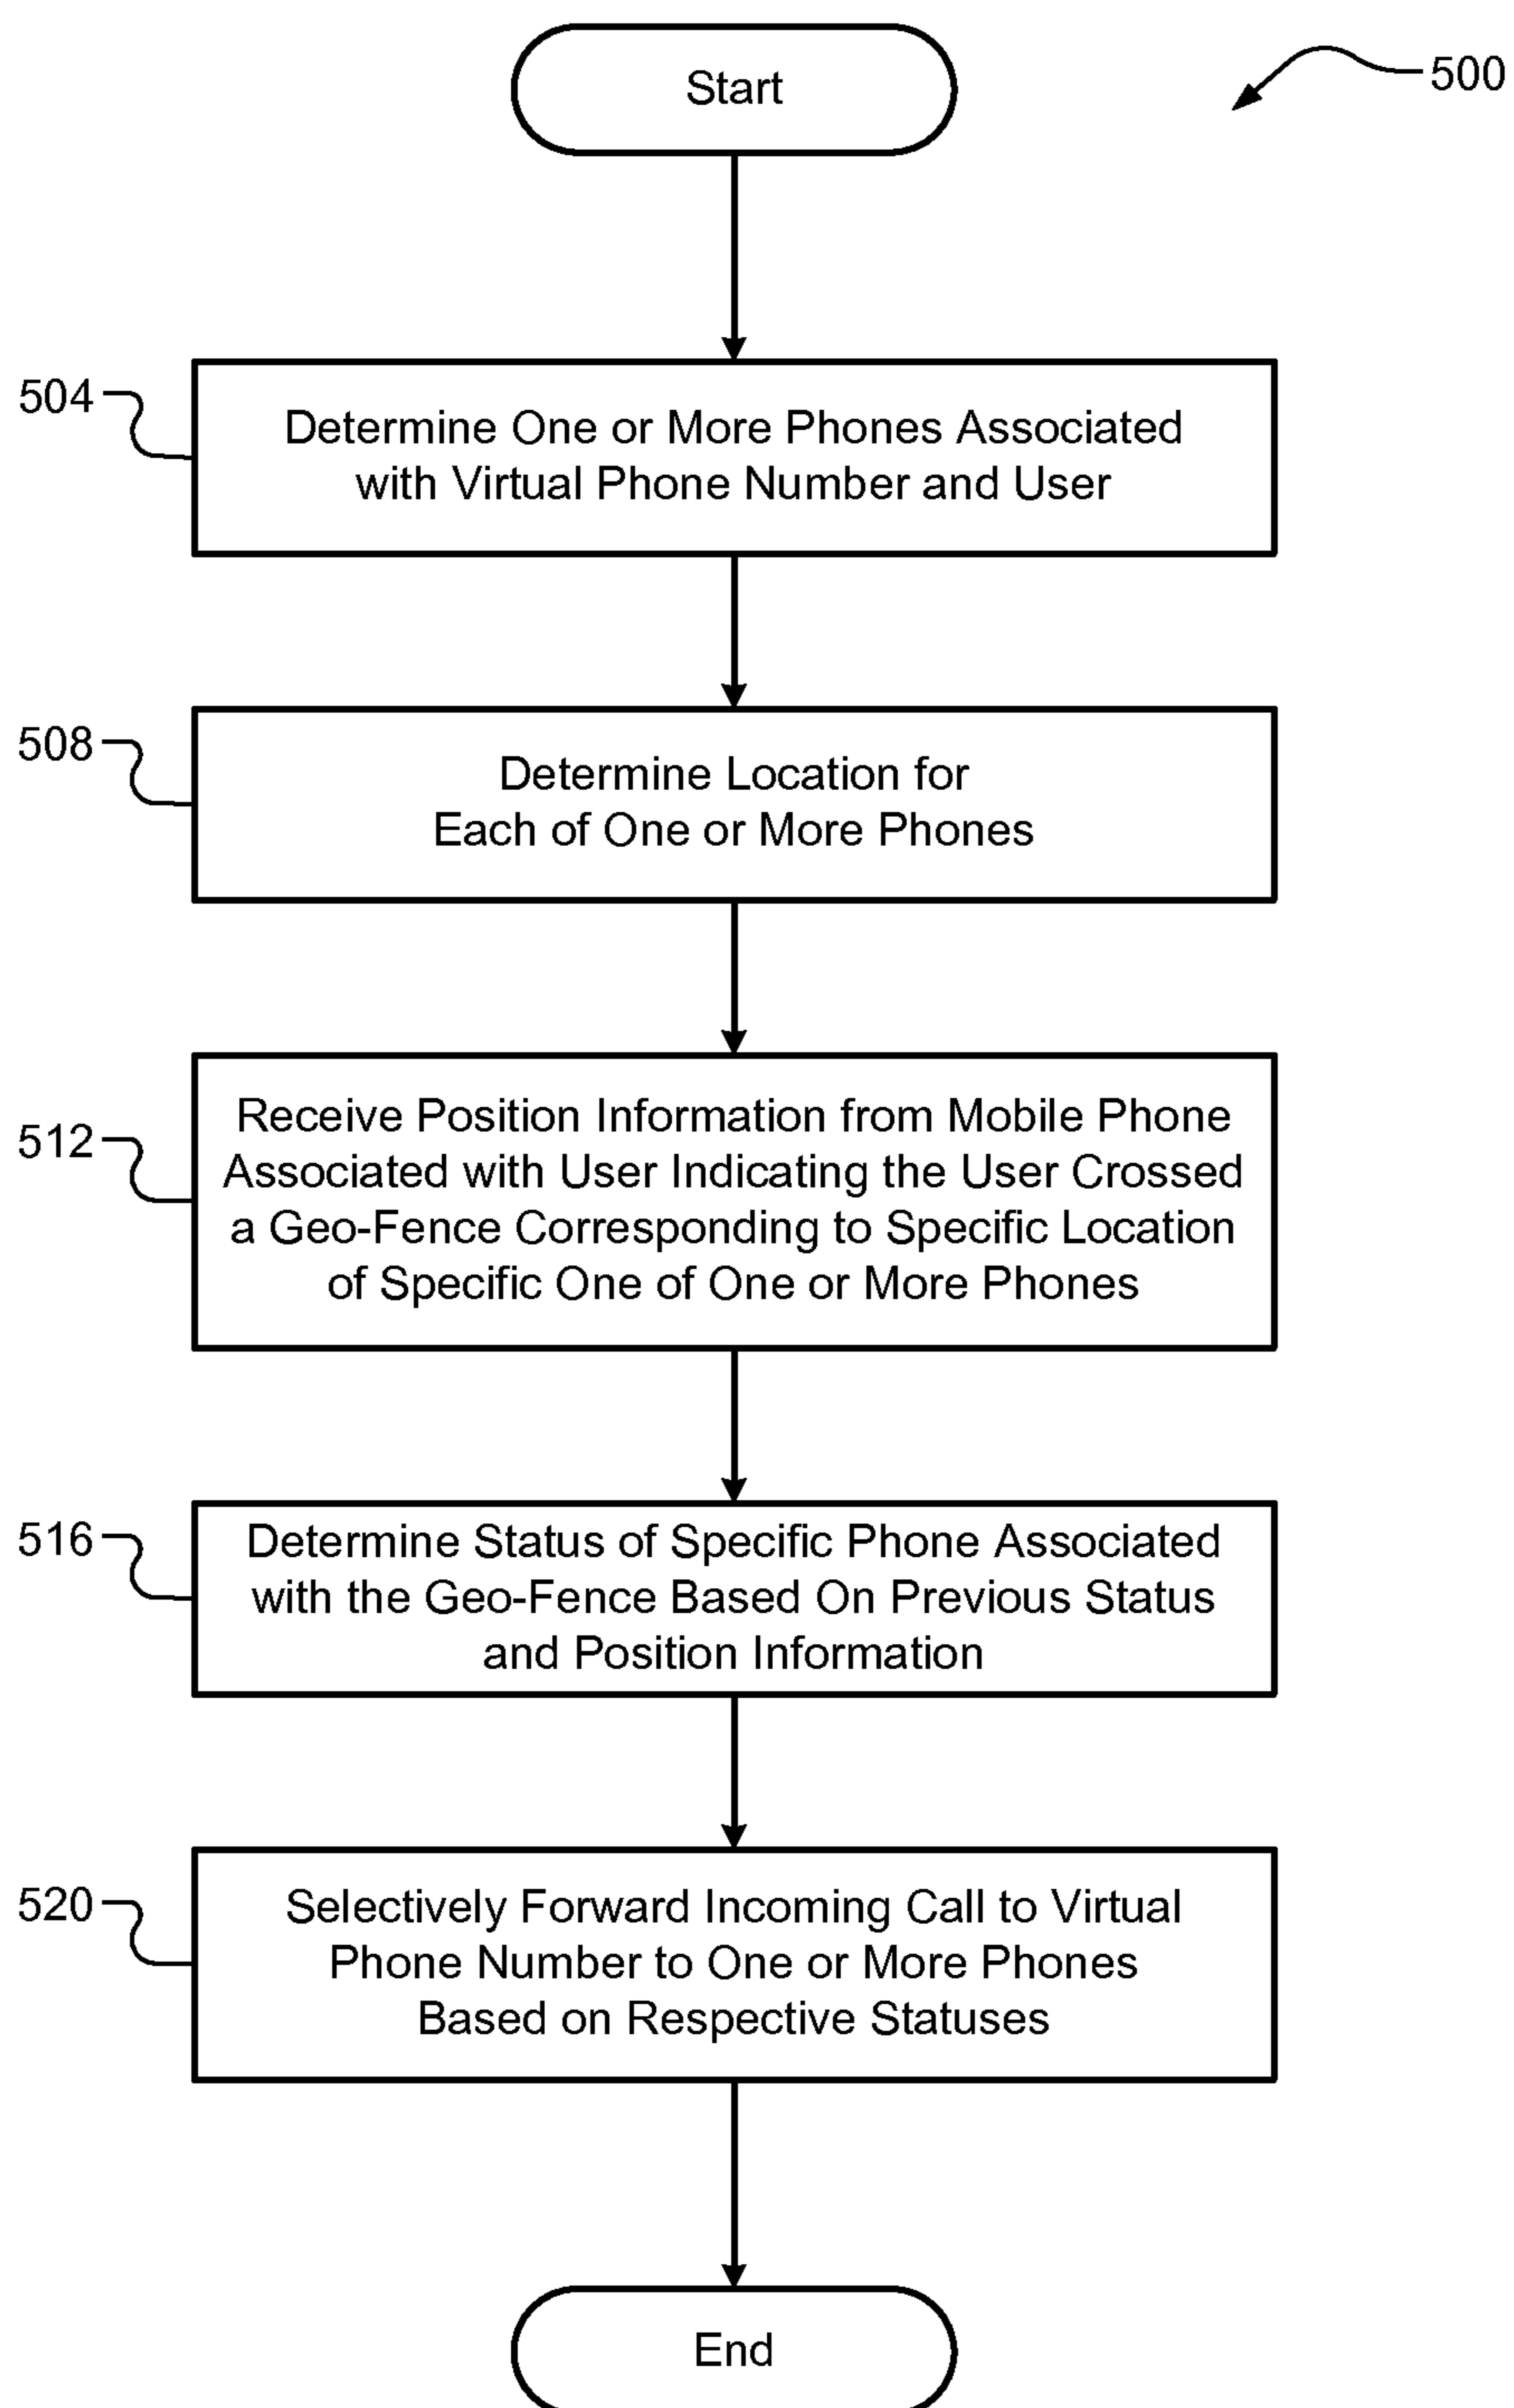 Start
500
504
Determine One or More Phones Associated
with Virtual Phone Number and User
508
Determine Location for
Each of One or More Phones
512
Receive Position Information from Mobile Phone
Associated with User Indicating the User Crossed
a Geo-Fence Corresponding to Specific Location
of Specific One of One or More Phones
516
Determine Status of Specific Phone Associated
with the Geo-Fence Based On Previous Status
and Position Information
520
Selectively Forward Incoming Call to Virtual
Phone Number to One or More Phones
Based on Respective Statuses
End